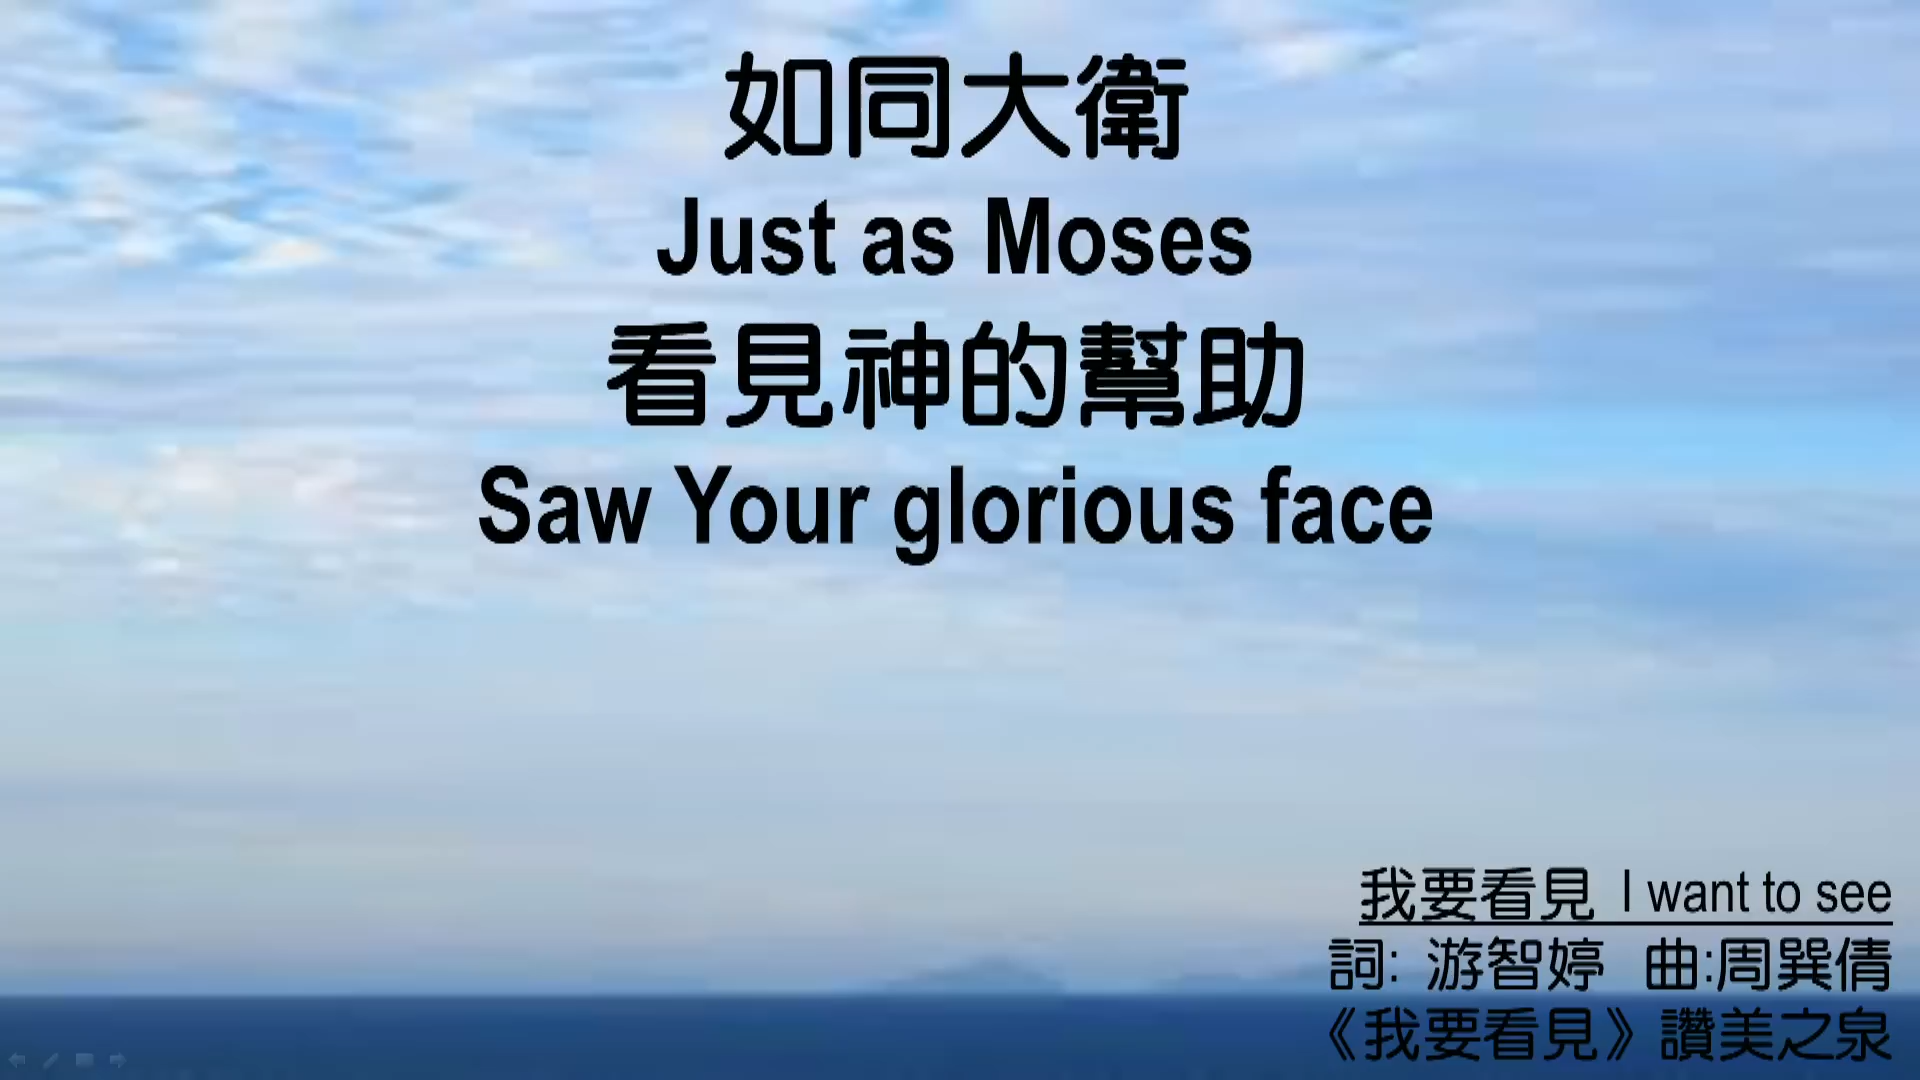 如同大衛
Just as Moses
看見神的幫助
Saw Your glorious face
我要看見 I want to see
詞: 游智婷 曲:周巽倩
《我要看見》讚美之泉